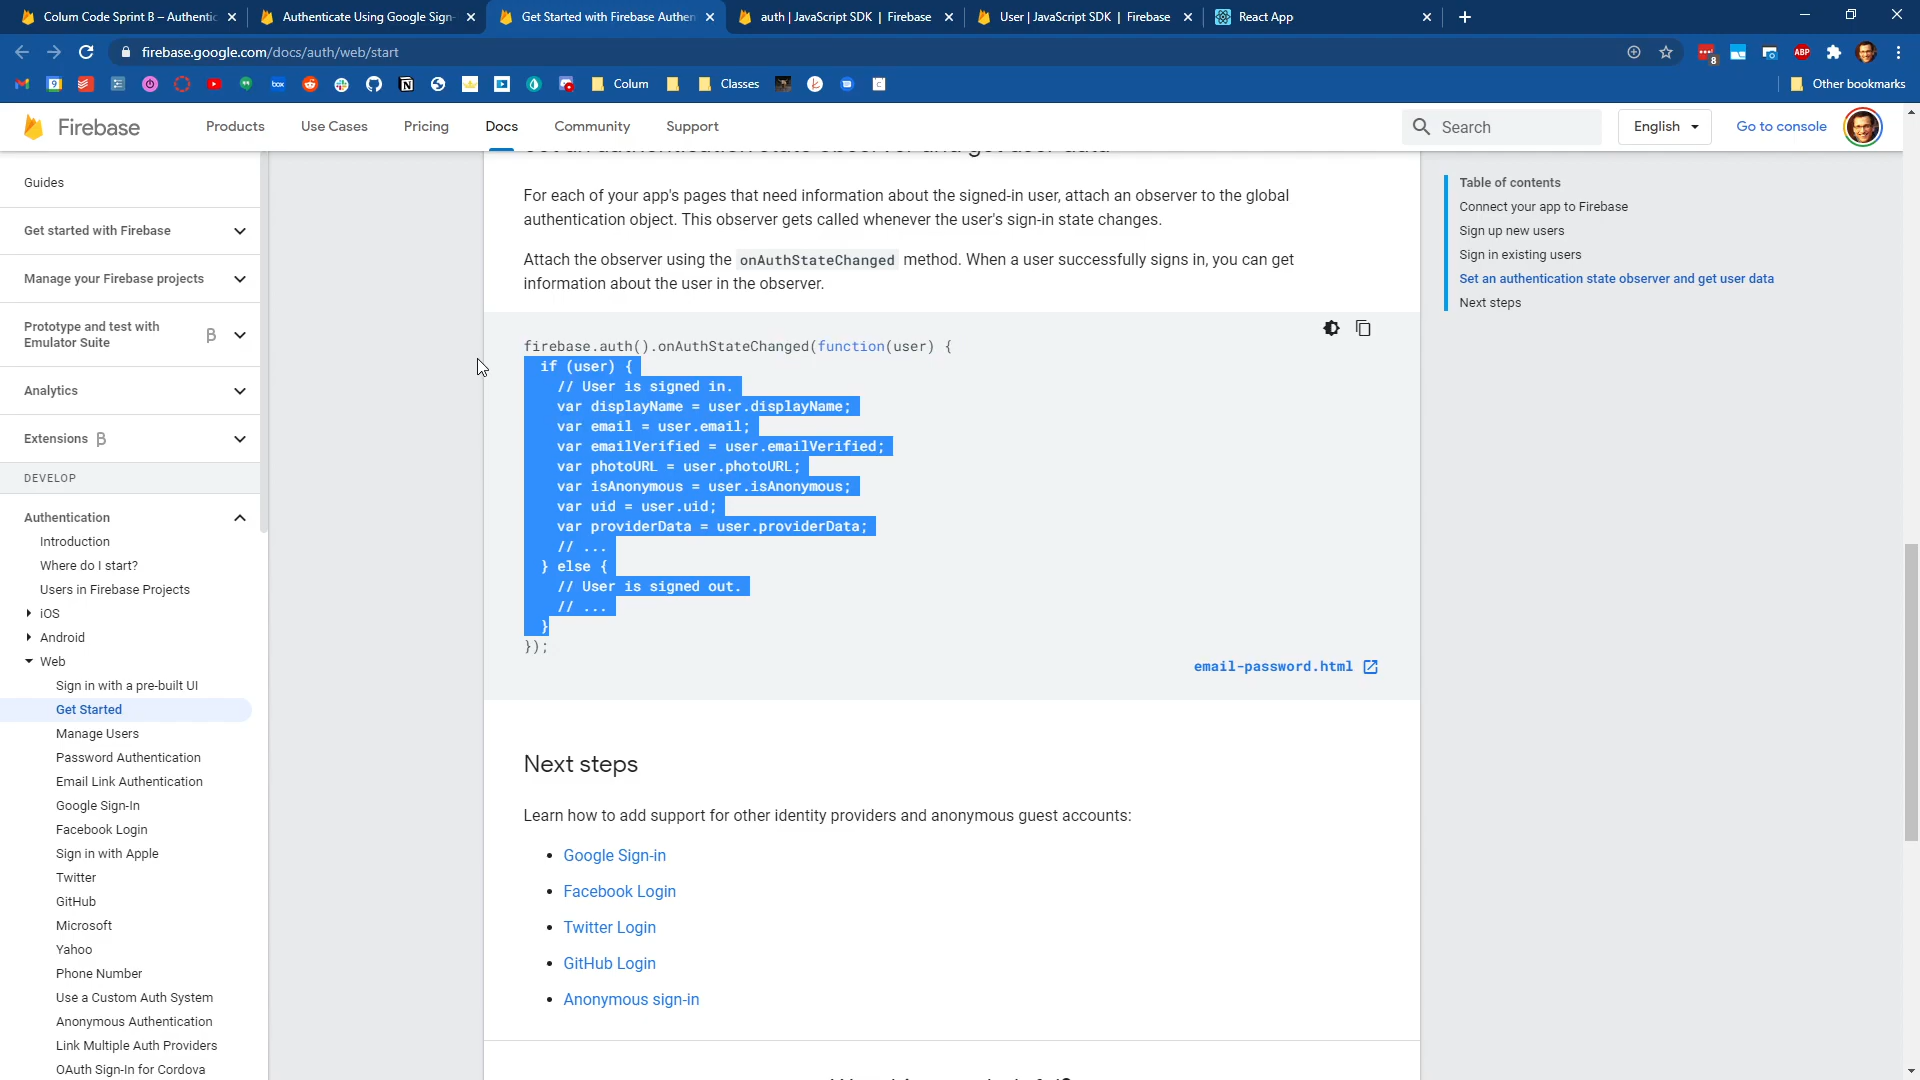 Colum Code Sprint B – Authentic
Authenticate Using Google Sign-
Get Started with Firebase Authen
auth | JavaScript SDK | Firebase
User | JavaScript SDK | Firebase
React App
firebase.google.com/docs/auth/web/start
8
ABP
box
Colum
Classes
Other bookmarks
Firebase
Products
Use Cases
Pricing
Docs
Community
Support
Search
English
Go to console
Guides
Get started with Firebase
Manage your Firebase projects
Prototype and test with
Emulator Suite
β
Analytics
Extensions β
DEVELOP
Authentication
Introduction
Where do I start?
Users in Firebase Projects
iOS
Android
Web
Sign in with a pre-built UI
Get Started
Manage Users
Password Authentication
Email Link Authentication
Google Sign-In
Facebook Login
Sign in with Apple
Twitter
GitHub
Microsoft
Yahoo
Phone Number
Use a Custom Auth System
Anonymous Authentication
Link Multiple Auth Providers
OAuth Sign-In for Cordova
Set an authentication state observer and get user data
For each of your app's pages that need information about the signed-in user, attach an observer to the global
authentication object. This observer gets called whenever the user's sign-in state changes.
Attach the observer using the onAuthStateChanged method. When a user successfully signs in, you can get
information about the user in the observer.
firebase.auth().onAuthStateChanged(function(user) {
if (user) {
// User is signed in.
var displayName = user.displayName;
var email = user.email;
var emailVerified = user.emailVerified;
var photoURL = user.photoURL;
var isAnonymous = user.isAnonymous;
var uid = user.uid;
var providerData = user.providerData;
// ...
} else {
// User is signed out.
// ...
}
});
email-password.html
Next steps
Learn how to add support for other identity providers and anonymous guest accounts:
• Google Sign-in
• Facebook Login
• Twitter Login
• GitHub Login
• Anonymous sign-in
Table of contents
Connect your app to Firebase
Sign up new users
Sign in existing users
Set an authentication state observer and get user data
Next steps